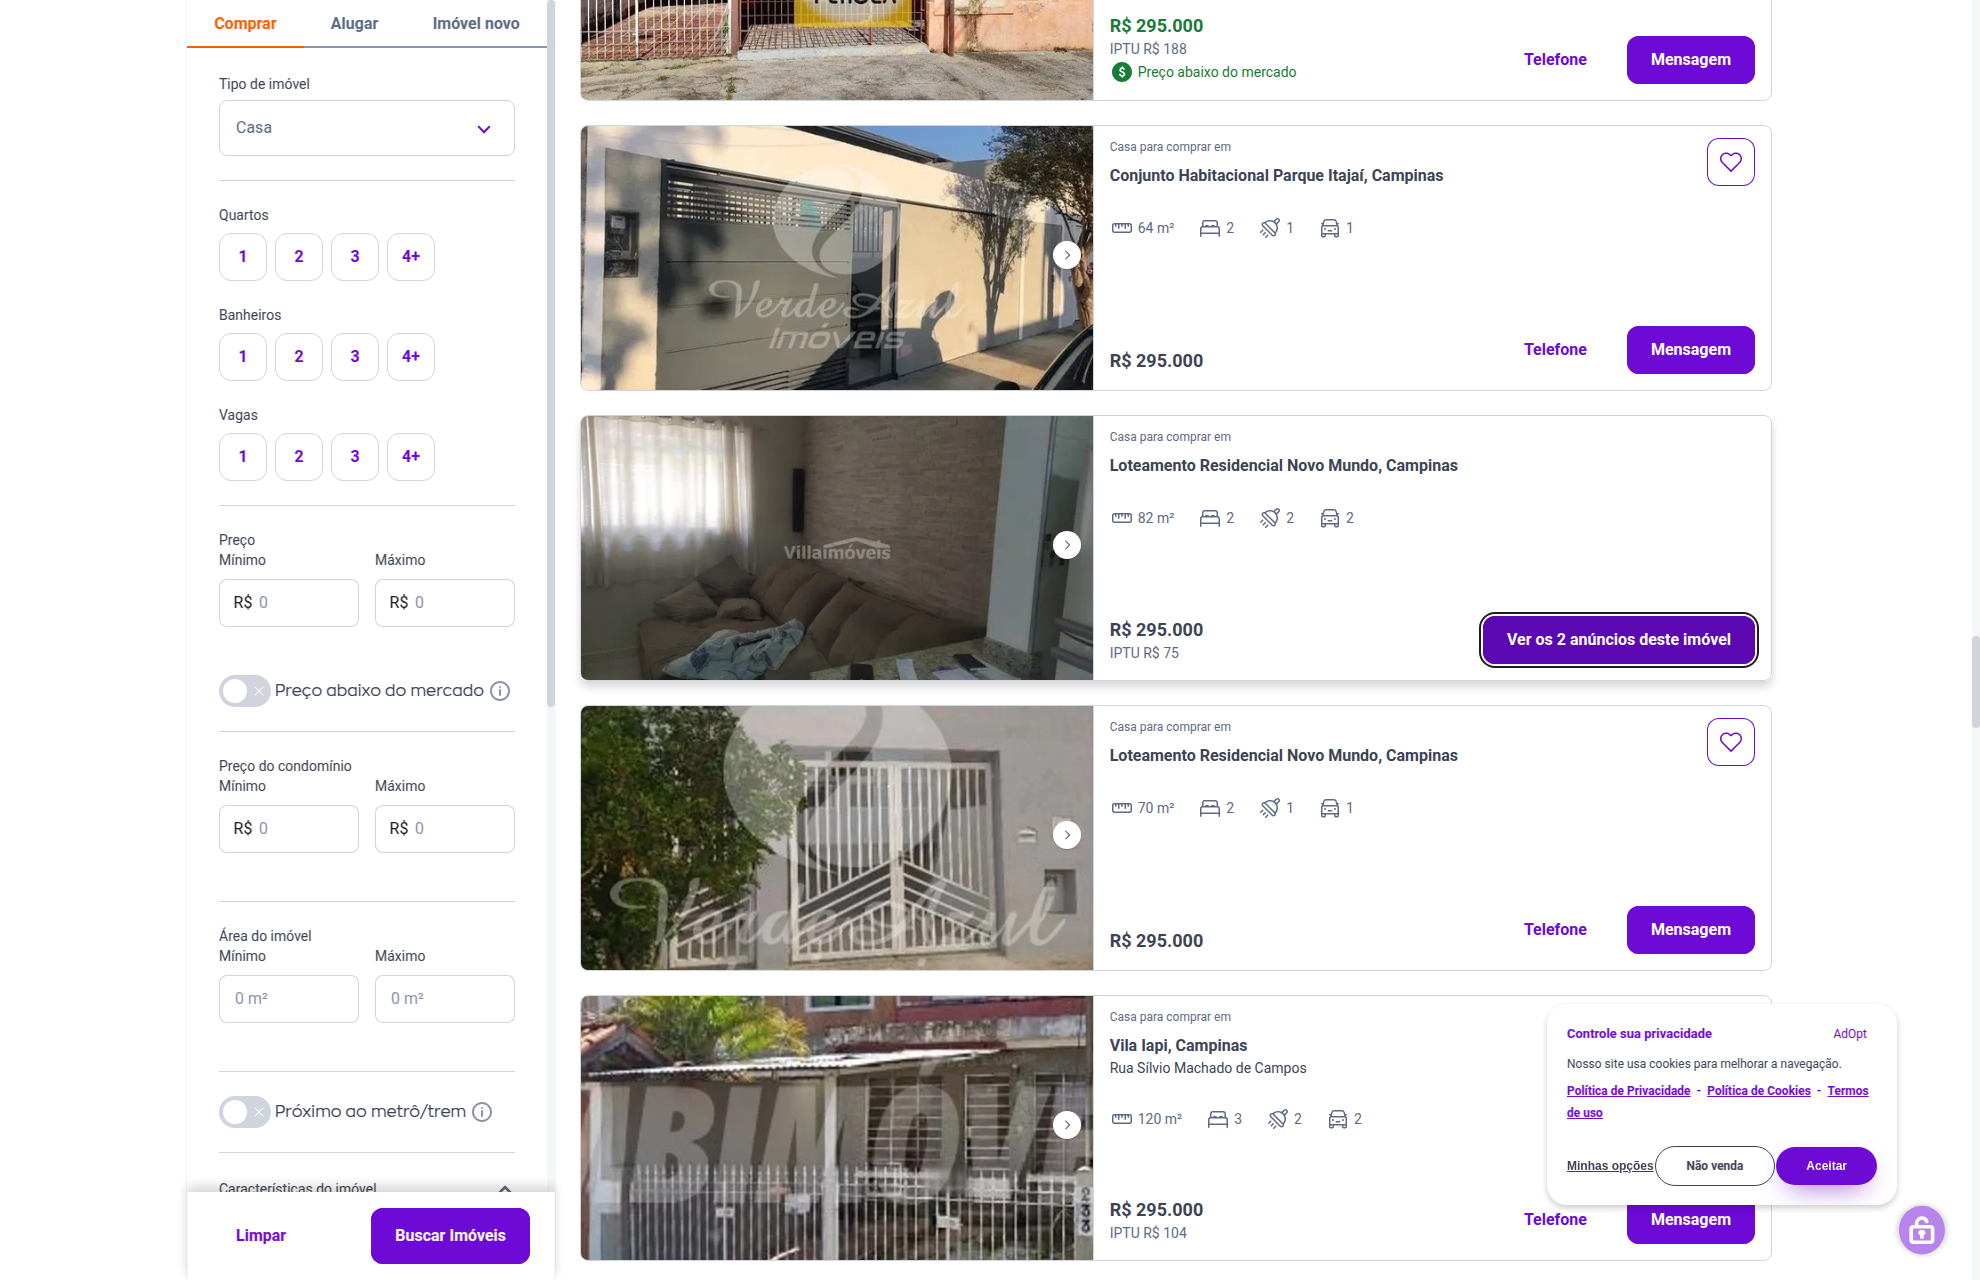 Comprar
Alugar
Imóvel novo
Tipo de imóvel
Casa
Quartos
1
2
3
4+
Banheiros
1
2
3
4+
Vagas
1
2
3
4+
Preço
Mínimo
Máximo
R$ 0
R$ 0
Preço abaixo do mercado
Preço do condomínio
Mínimo
Máximo
R$ 0
R$ 0
Área do imóvel
Mínimo
Máximo
0 m²
0 m²
Próximo ao metrô/trem
Características do imóvel
Limpar
Buscar Imóveis
R$ 295.000
IPTU R$ 188
Preço abaixo do mercado
Telefone
Mensagem
Casa para comprar em
Conjunto Habitacional Parque Itajaí, Campinas
64 m²
2
1
1
R$ 295.000
Telefone
Mensagem
Verde Azul
Imóveis
Casa para comprar em
Loteamento Residencial Novo Mundo, Campinas
82 m²
2
2
2
R$ 295.000
IPTU R$ 75
Ver os 2 anúncios deste imóvel
Villaimóveis
Casa para comprar em
Loteamento Residencial Novo Mundo, Campinas
70 m²
2
1
1
R$ 295.000
Telefone
Mensagem
Verde Azul
Casa para comprar em
Vila Iapi, Campinas
Rua Sílvio Machado de Campos
120 m²
3
2
2
R$ 295.000
IPTU R$ 104
Telefone
Mensagem
BIMÓV
Controle sua privacidade
AdOpt
Nosso site usa cookies para melhorar a navegação.
Política de Privacidade - Política de Cookies - Termos
de uso
Minhas opções
Não venda
Aceitar